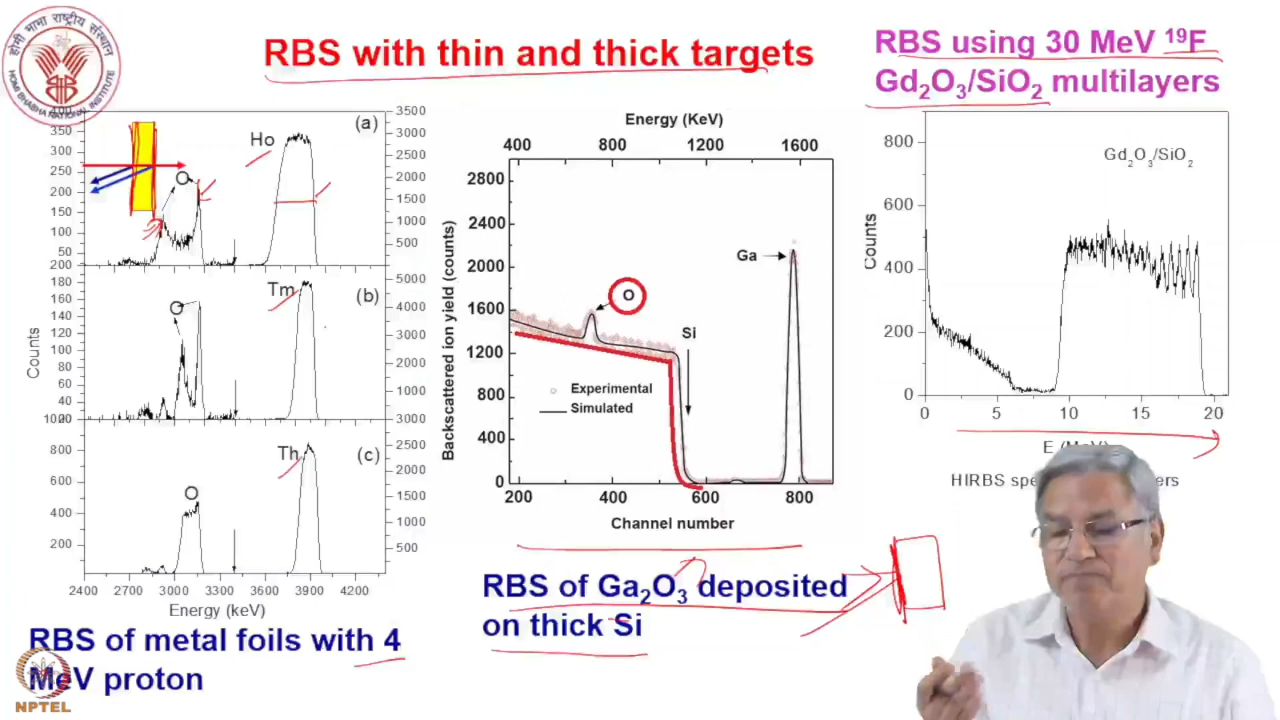 होमी भाभा राष्ट्रीय संस्थान
HOMI BHABHA NATIONAL INSTITUTE
RBS with thin and thick targets
RBS using 30 MeV ¹⁹F
Gd₂O₃/SiO₂ multilayers
350
300
250
200
150
100
50
200
3500
3000
2500
2000
1500
1000
500
(a)
Ho
O
180
160
140
120
100
80
60
40
20
5000
4000
3000
2000
1000
3000
(b)
Tm
O
Counts
800
600
400
200
2500
2000
1500
1000
500
(c)
Th
O
2400 2700 3000 3300 3600 3900 4200
Energy (keV)
RBS of metal foils with 4
MeV proton
NPTEL
Energy (KeV)
400 800 1200 1600
Backscattered ion yield (counts)
2800
2400
2000
1600
1200
800
400
0
Ga
O
Si
Experimental
Simulated
200 400 600 800
Channel number
RBS of Ga₂O₃ deposited
on thick Si
Gd₂O₃/SiO₂
Counts
800
600
400
200
0
0 5 10 15 20
HIRBS